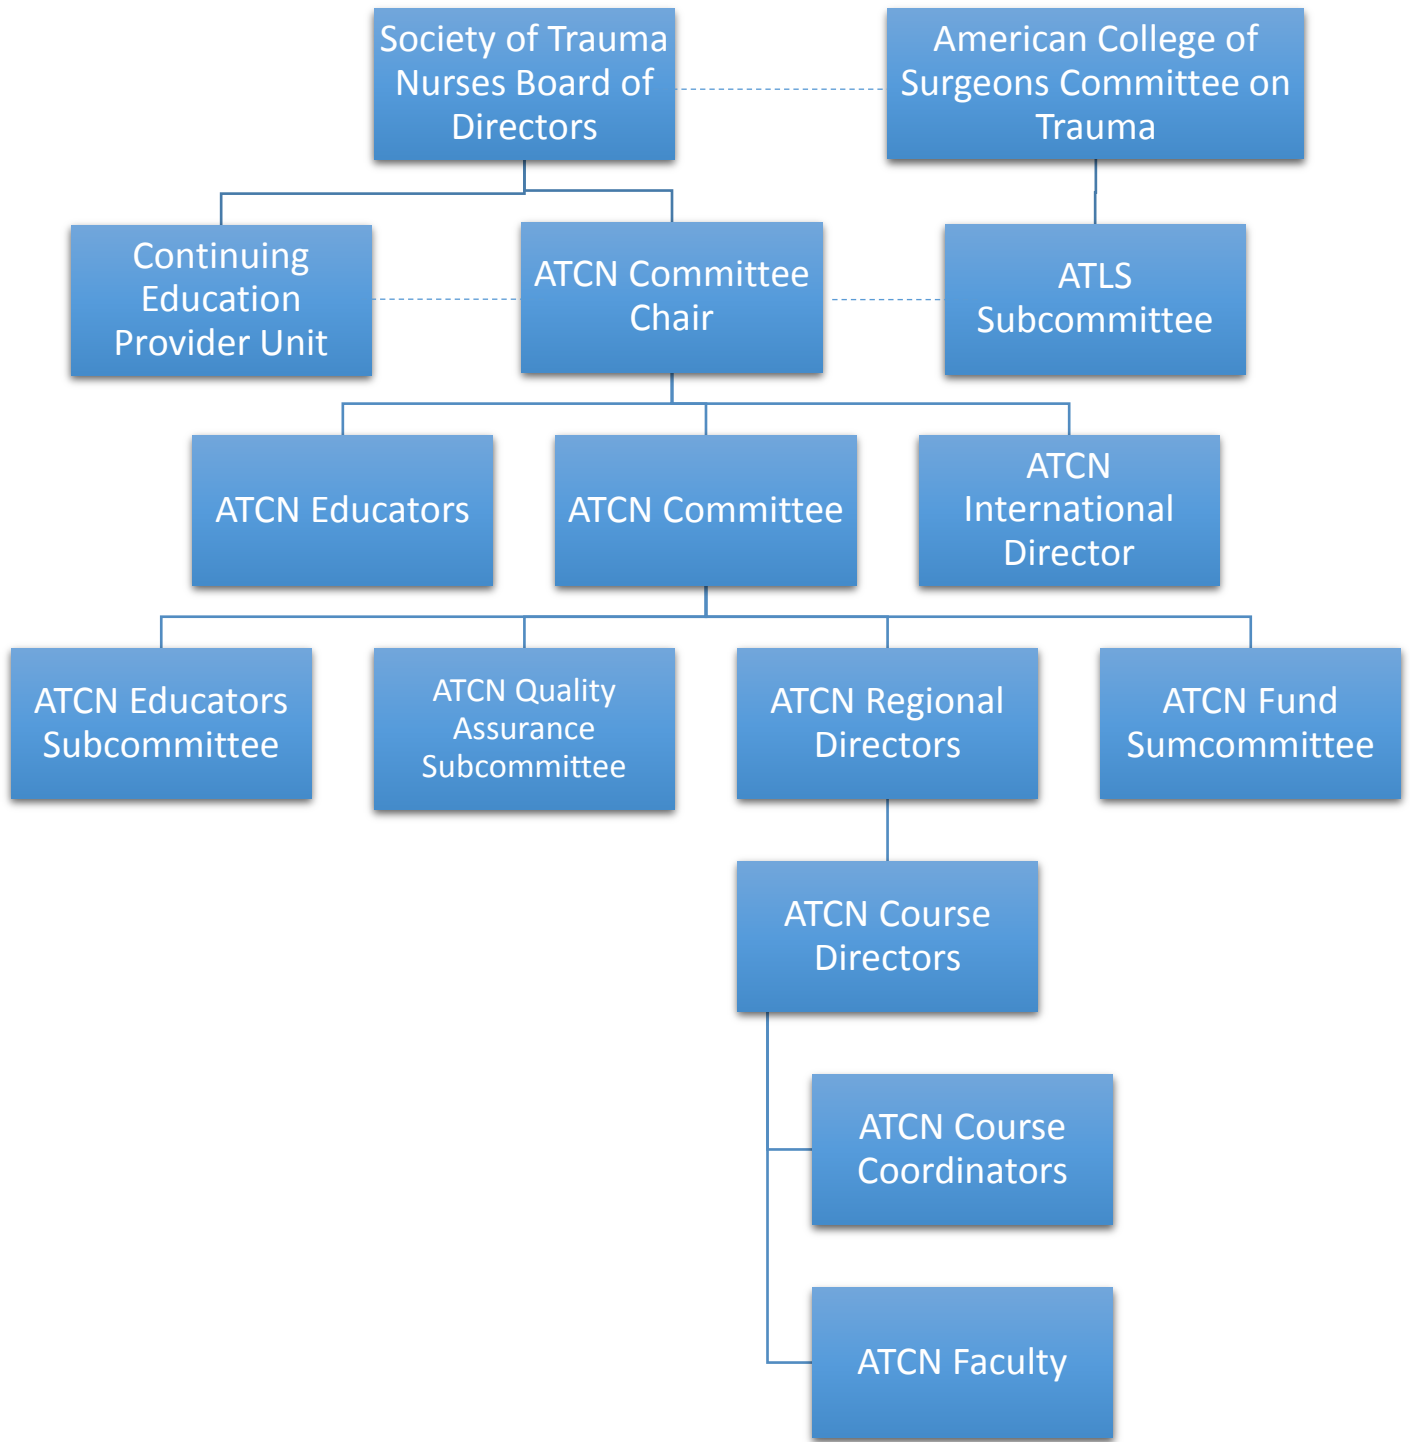 Society of Trauma
Nurses Board of
Directors
American College of
Surgeons Committee on
Trauma
Continuing
Education
Provider Unit
ATCN Committee
Chair
ATLS
Subcommittee
ATCN Educators
ATCN Committee
ATCN
International
Director
ATCN Educators
Subcommittee
ATCN Quality
Assurance
Subcommittee
ATCN Regional
Directors
ATCN Fund
Sumcommittee
ATCN Course
Directors
ATCN Course
Coordinators
ATCN Faculty